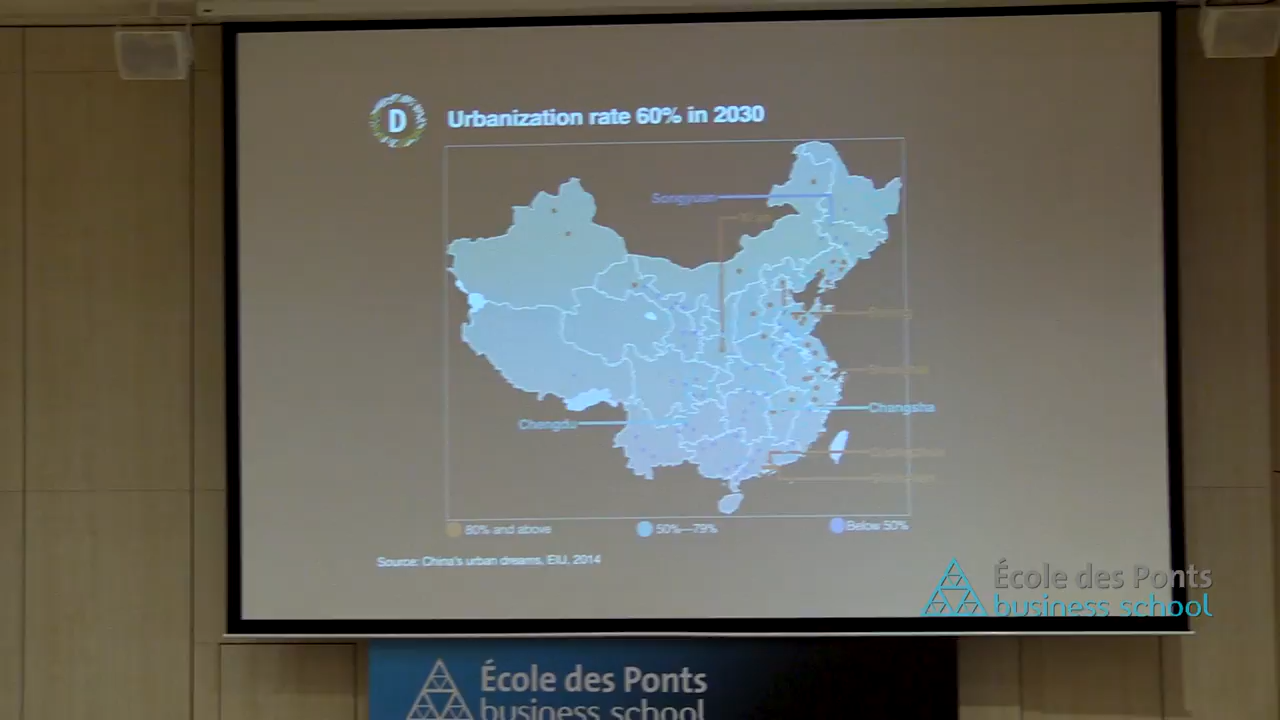 D
Urbanization rate 60% in 2030
Songyuan
Changsha
Chengdu
80% and above
50%—79%
Below 50%
Source: China's urban dreams, EIU, 2014
École des Ponts
business school
École des Ponts
business school